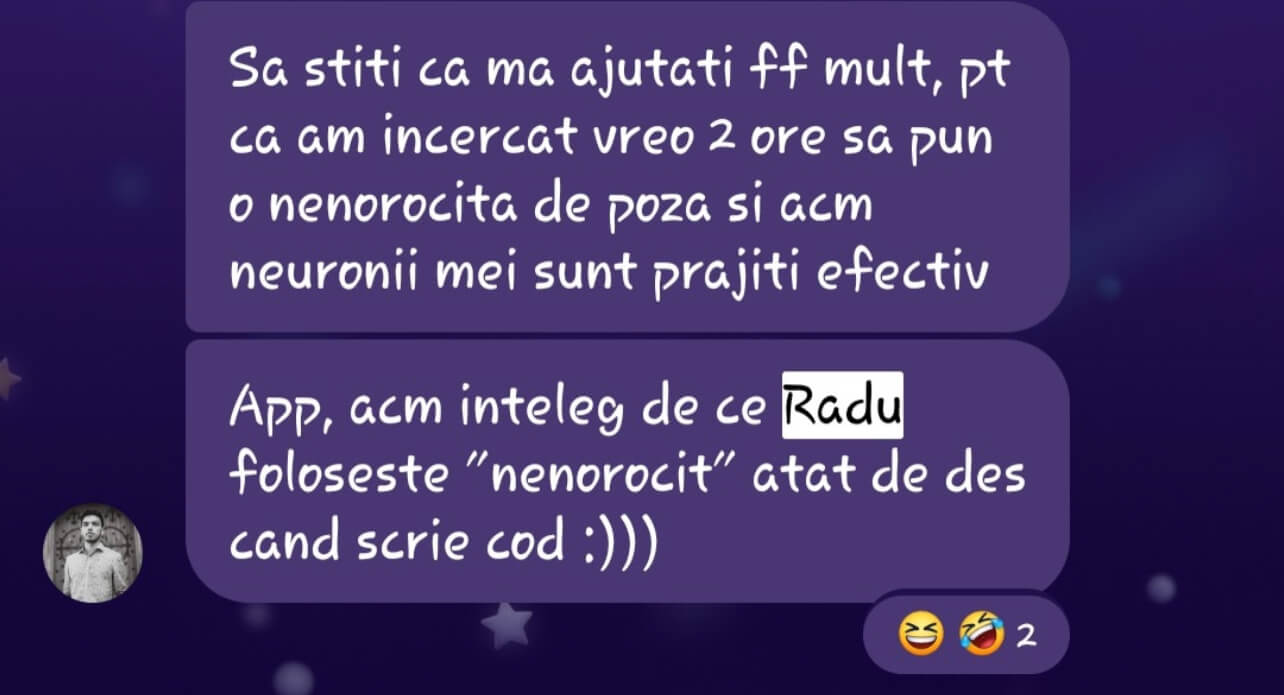 Sa stiti ca ma ajutati ff mult, pt
ca am incercat vreo 2 ore sa pun
o nenorocita de poza si acm
neuronii mei sunt prajiti efectiv
App, acm inteleg de ce Radu
foloseste "nenorocit" atat de des
cand scrie cod :)))
2